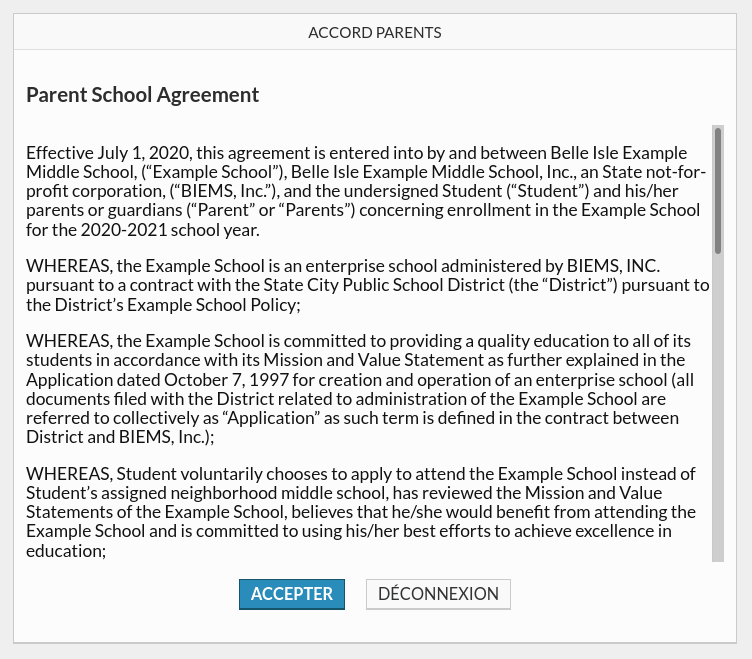 ACCORD PARENTS
Parent School Agreement
Effective July 1, 2020, this agreement is entered into by and between Belle Isle Example
Middle School, (“Example School”), Belle Isle Example Middle School, Inc., an State not-for-
profit corporation, (“BIEMS, Inc.”), and the undersigned Student (“Student”) and his/her
parents or guardians (“Parent” or “Parents”) concerning enrollment in the Example School
for the 2020-2021 school year.
WHEREAS, the Example School is an enterprise school administered by BIEMS, INC.
pursuant to a contract with the State City Public School District (the “District”) pursuant to
the District’s Example School Policy;
WHEREAS, the Example School is committed to providing a quality education to all of its
students in accordance with its Mission and Value Statement as further explained in the
Application dated October 7, 1997 for creation and operation of an enterprise school (all
documents filed with the District related to administration of the Example School are
referred to collectively as “Application” as such term is defined in the contract between
District and BIEMS, Inc.);
WHEREAS, Student voluntarily chooses to apply to attend the Example School instead of
Student’s assigned neighborhood middle school, has reviewed the Mission and Value
Statements of the Example School, believes that he/she would benefit from attending the
Example School and is committed to using his/her best efforts to achieve excellence in
education;
ACCEPTER DÉCONNEXION